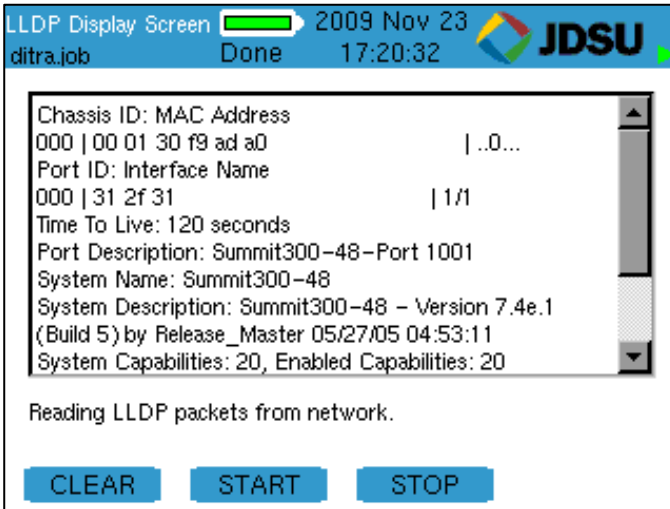 LLDP Display Screen 2009 Nov 23 JDSU
ditra.job Done 17:20:32
Chassis ID: MAC Address
000 | 00 01 30 f9 ad a0 | ..0...
Port ID: Interface Name
000 | 31 2f 31 | 1/1
Time To Live: 120 seconds
Port Description: Summit300-48-Port 1001
System Name: Summit300-48
System Description: Summit300-48 - Version 7.4e.1
(Build 5) by Release_Master 05/27/05 04:53:11
System Capabilities: 20, Enabled Capabilities: 20
Reading LLDP packets from network.
CLEAR START STOP